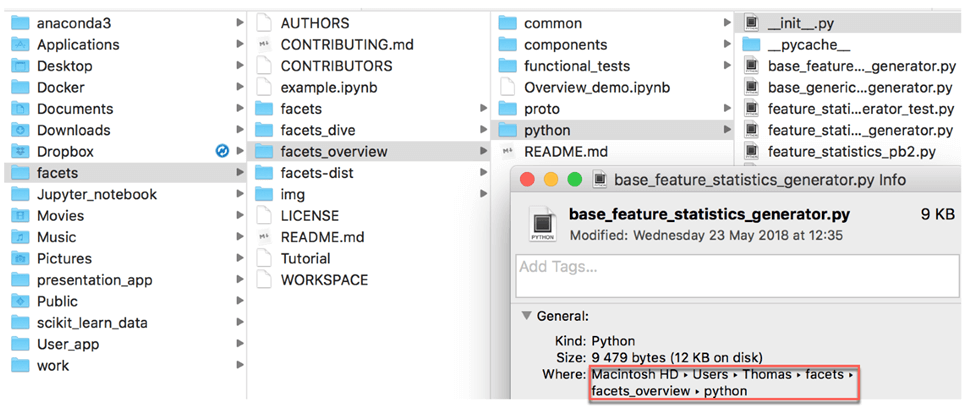 anaconda3
Applications
Desktop
Docker
Documents
Downloads
Dropbox
facets
Jupyter_notebook
Movies
Music
Pictures
presentation_app
Public
scikit_learn_data
User_app
work
AUTHORS
CONTRIBUTING.md
CONTRIBUTORS
example.ipynb
facets
facets_dive
facets_overview
facets-dist
img
LICENSE
README.md
Tutorial
WORKSPACE
common
components
functional_tests
Overview_demo.ipynb
proto
python
README.md
__init__.py
__pycache__
base_feature..._generator.py
base_generic...generator.py
feature_stati...erator_test.py
feature_stati..._generator.py
feature_statistics_pb2.py
base_feature_statistics_generator.py Info
base_feature_statistics_generator.py 9 KB
Modified: Wednesday 23 May 2018 at 12:35
PYTHON
Add Tags...
General:
Kind: Python
Size: 9 479 bytes (12 KB on disk)
Where: Macintosh HD ▸ Users ▸ Thomas ▸ facets ▸
facets_overview ▸ python